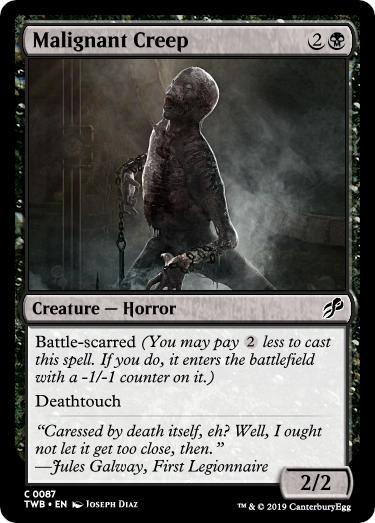 Malignant Creep 2
Creature — Horror
Battle-scarred (You may pay 2 less to cast
this spell. If you do, it enters the battlefield
with a -1/-1 counter on it.)
Deathtouch
“Caressed by death itself, eh? Well, I ought
not let it get too close, then.”
—Jules Galway, First Legionnaire
2/2
C 0087
TWB • EN Joseph Diaz
™ & © 2019 CanterburyEgg